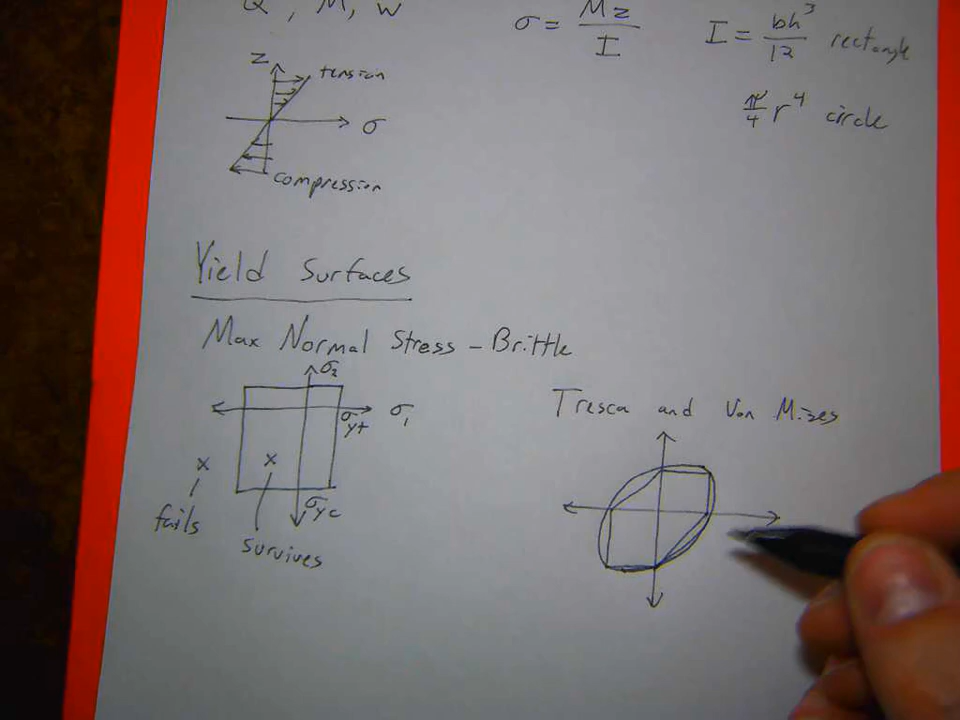 Q, M, W
σ = Mz / I
I = bh³ / 12 rectangle
π/4 r⁴ circle
z
tension
σ
compression
Yield Surfaces
Max Normal Stress - Brittle
σ₂
σ₁
σyt
x
x
σyc
fails
survives
Tresca and Von Mises